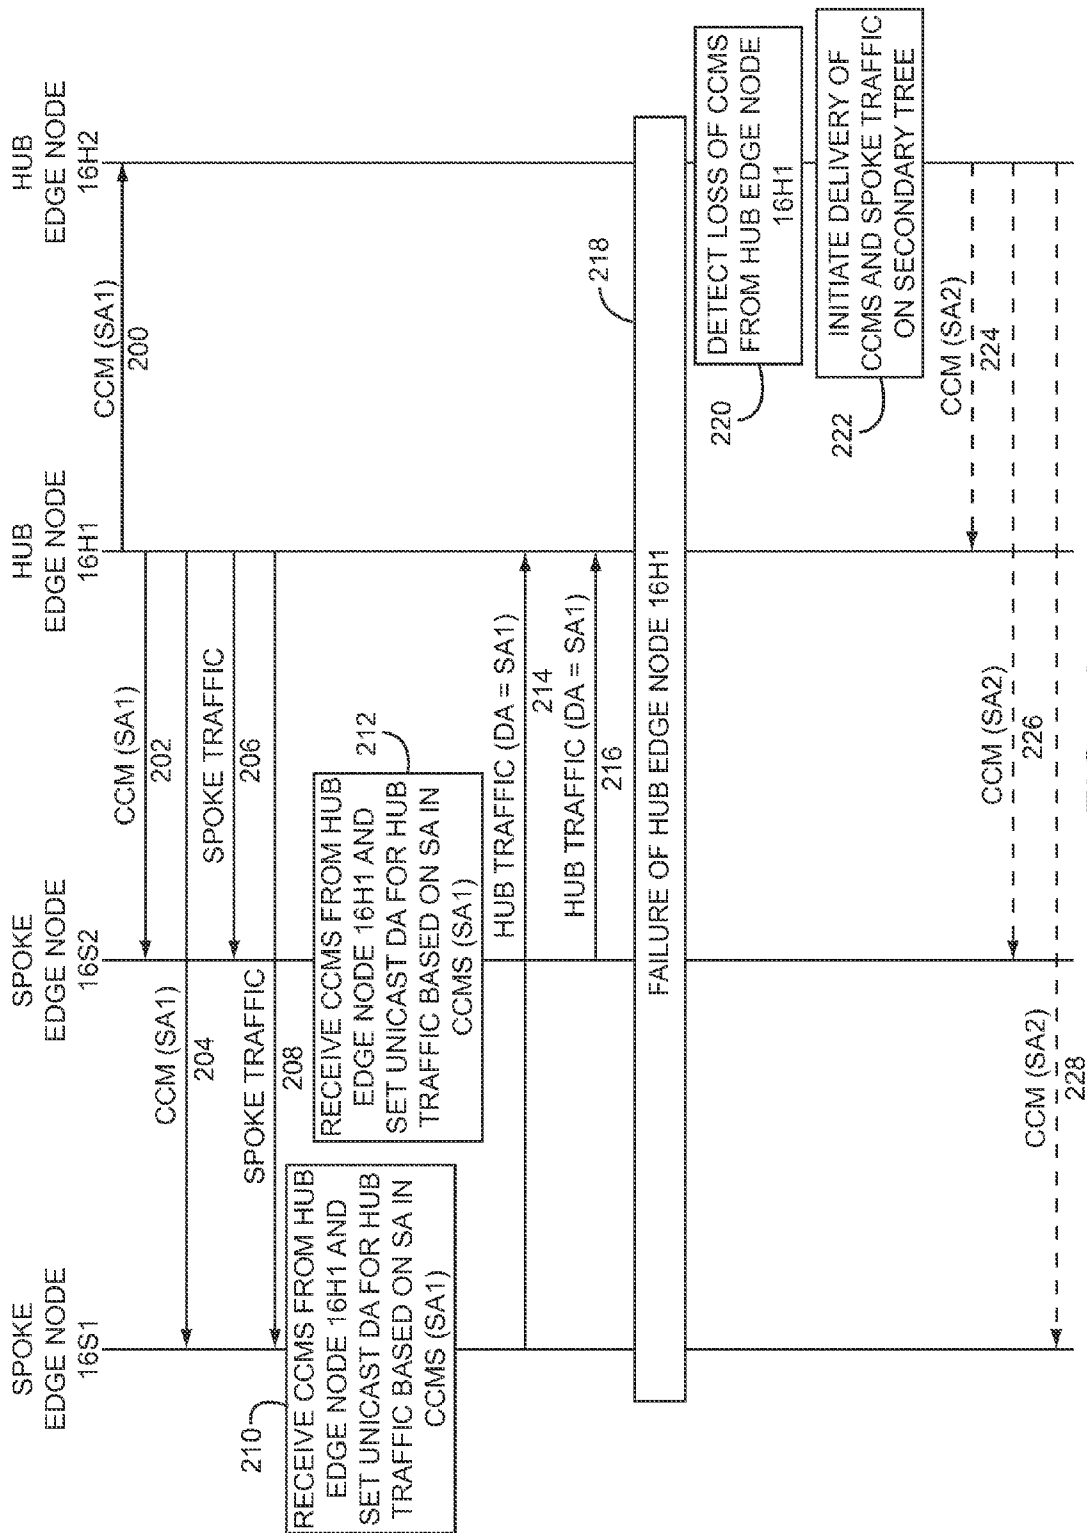 SPOKE
EDGE NODE
16S1
SPOKE
EDGE NODE
16S2
HUB
EDGE NODE
16H1
HUB
EDGE NODE
16H2
CCM (SA1)
200
CCM (SA1)
202
CCM (SA1)
204
SPOKE TRAFFIC
206
SPOKE TRAFFIC
208
210
RECEIVE CCMS FROM HUB
EDGE NODE 16H1 AND
SET UNICAST DA FOR HUB
TRAFFIC BASED ON SA IN
CCMS (SA1)
212
RECEIVE CCMS FROM HUB
EDGE NODE 16H1 AND
SET UNICAST DA FOR HUB
TRAFFIC BASED ON SA IN
CCMS (SA1)
HUB TRAFFIC (DA = SA1)
214
HUB TRAFFIC (DA = SA1)
216
218
FAILURE OF HUB EDGE NODE 16H1
220
DETECT LOSS OF CCMS
FROM HUB EDGE NODE
16H1
222
INITIATE DELIVERY OF
CCMS AND SPOKE TRAFFIC
ON SECONDARY TREE
CCM (SA2)
224
CCM (SA2)
226
CCM (SA2)
228